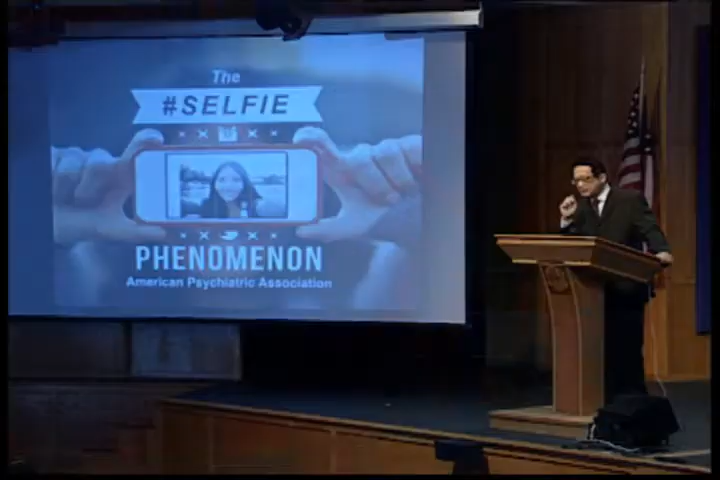 The
#SELFIE
PHENOMENON
American Psychiatric Association